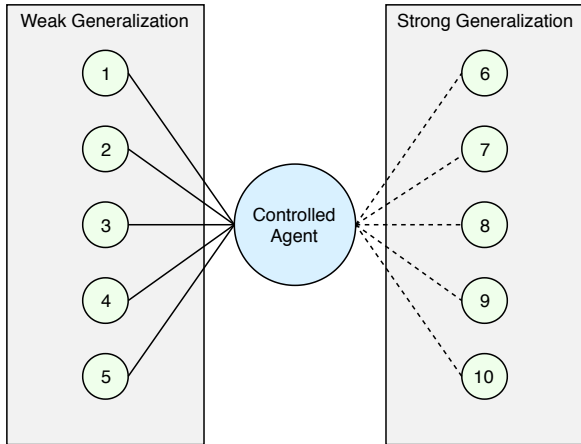 Weak Generalization
1
2
3
4
5
Controlled
Agent
Strong Generalization
6
7
8
9
10